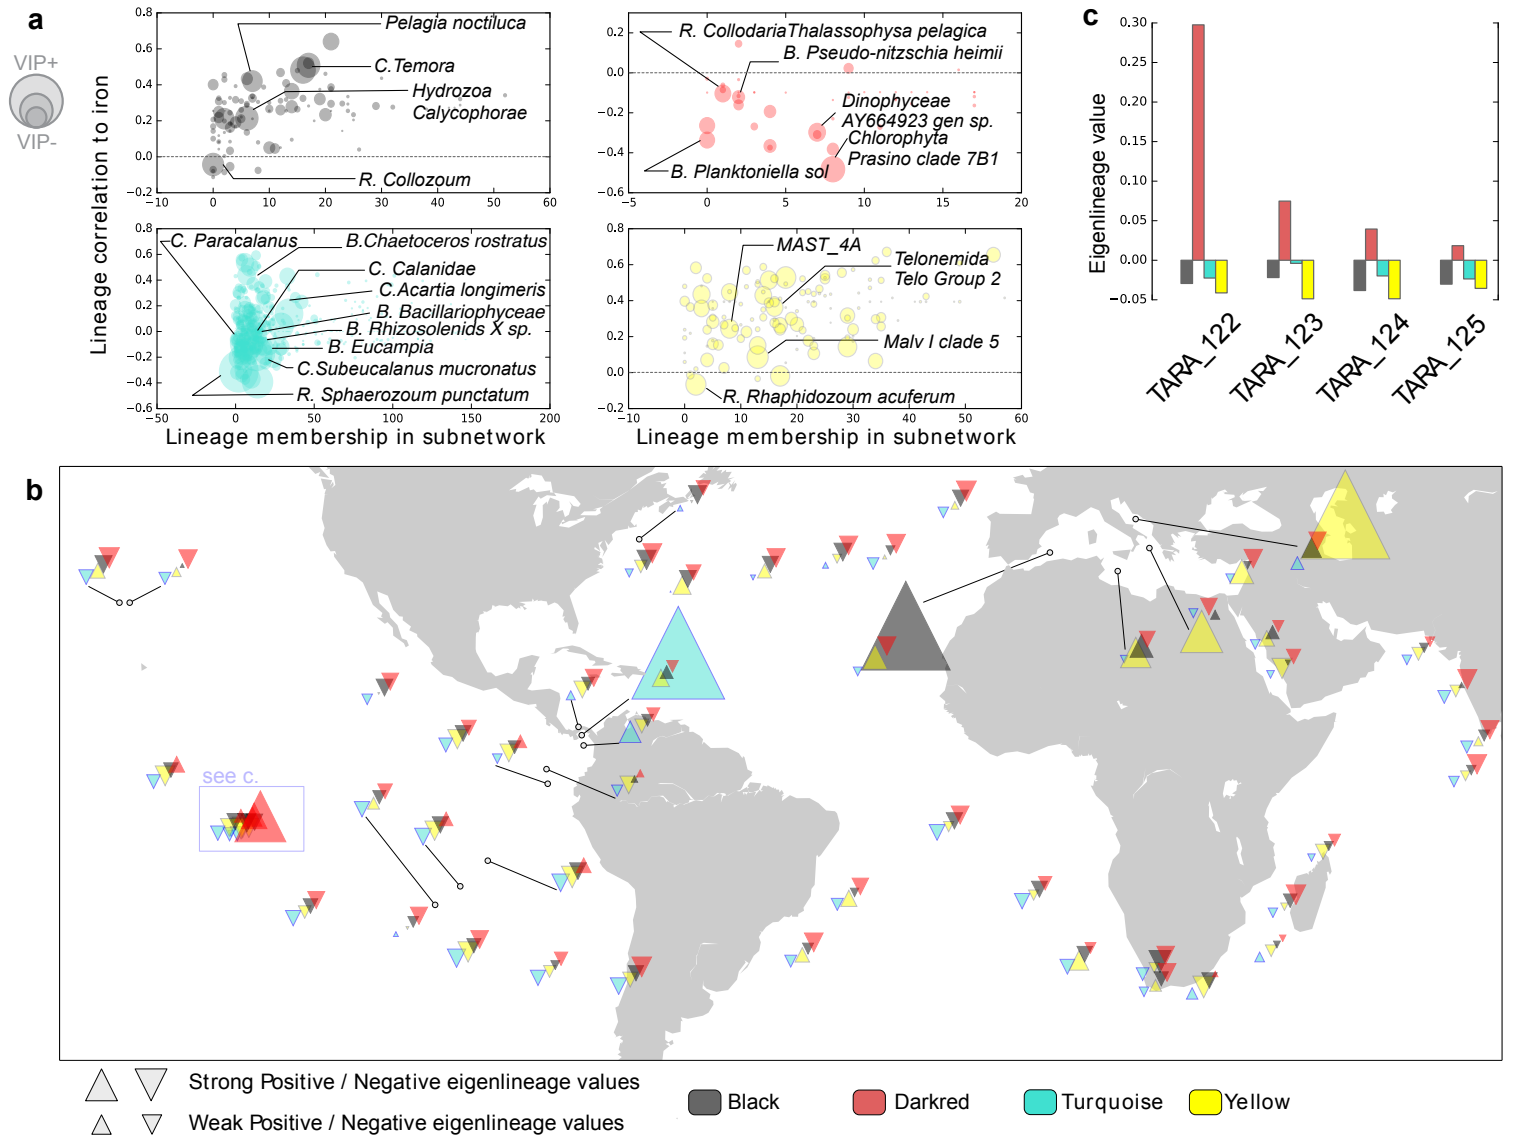 a
VIP+
VIP-
Lineage correlation to iron
0.8
0.6
0.4
0.2
0.0
−0.2
−10 0 10 20 30 40 50 60
Pelagia noctiluca
C.Temora
Hydrozoa
Calycophorae
R. Collozoum
0.2
0.0
−0.2
−0.4
−0.6
−5 0 5 10 15 20
R. CollodariaThalassophysa pelagica
B. Pseudo-nitzschia heimii
Dinophyceae
AY664923 gen sp.
Chlorophyta
Prasino clade 7B1
B. Planktoniella sol
0.8
0.6
0.4
0.2
0.0
−0.2
−0.4
−0.6
−50 0 50 100 150 200
C. Paracalanus
B.Chaetoceros rostratus
C. Calanidae
C.Acartia longimeris
B. Bacillariophyceae
B. Rhizosolenids X sp.
B. Eucampia
C.Subeucalanus mucronatus
R. Sphaerozoum punctatum
Lineage membership in subnetwork
0.8
0.6
0.4
0.2
0.0
−0.2
−10 0 10 20 30 40 50 60
MAST_4A
Telonemida
Telo Group 2
Malv I clade 5
R. Rhaphidozoum acuferum
Lineage membership in subnetwork
c
Eigenlineage value
0.30
0.25
0.20
0.15
0.10
0.05
0.00
−0.05
TARA_122
TARA_123
TARA_124
TARA_125
b
see c.
Strong Positive / Negative eigenlineage values
Weak Positive / Negative eigenlineage values
Black
Darkred
Turquoise
Yellow